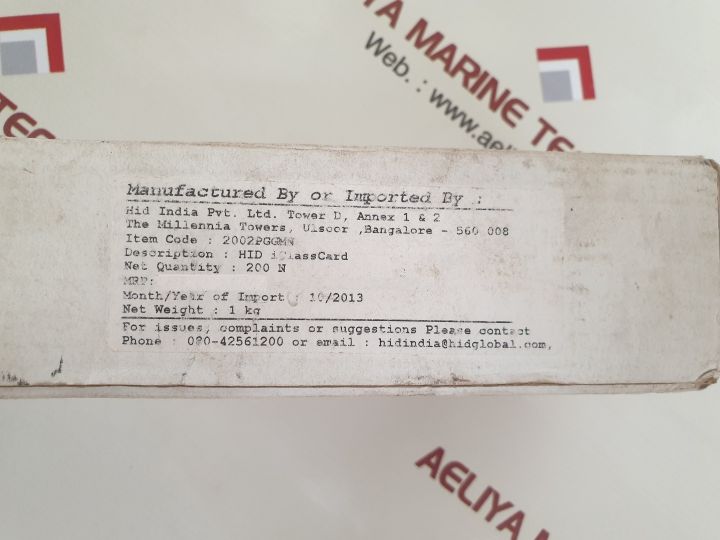 AELIYA MARINE TE
Web. : www.ael
TEC
Manufactured By or Imported By :
Hid India Pvt. Ltd. Tower D, Annex 1 & 2
The Millennia Towers, Ulsoor ,Bangalore - 560 008
Item Code : 2002PGGMN
Description : HID iClassCard
Net Quantity : 200 N
MRP:
Month/Year of Import : 10/2013
Net Weight : 1 kg
For issues, complaints or suggestions Please contact
Phone : 080-42561200 or email : hidindia@hidglobal.com,
AELIYA M